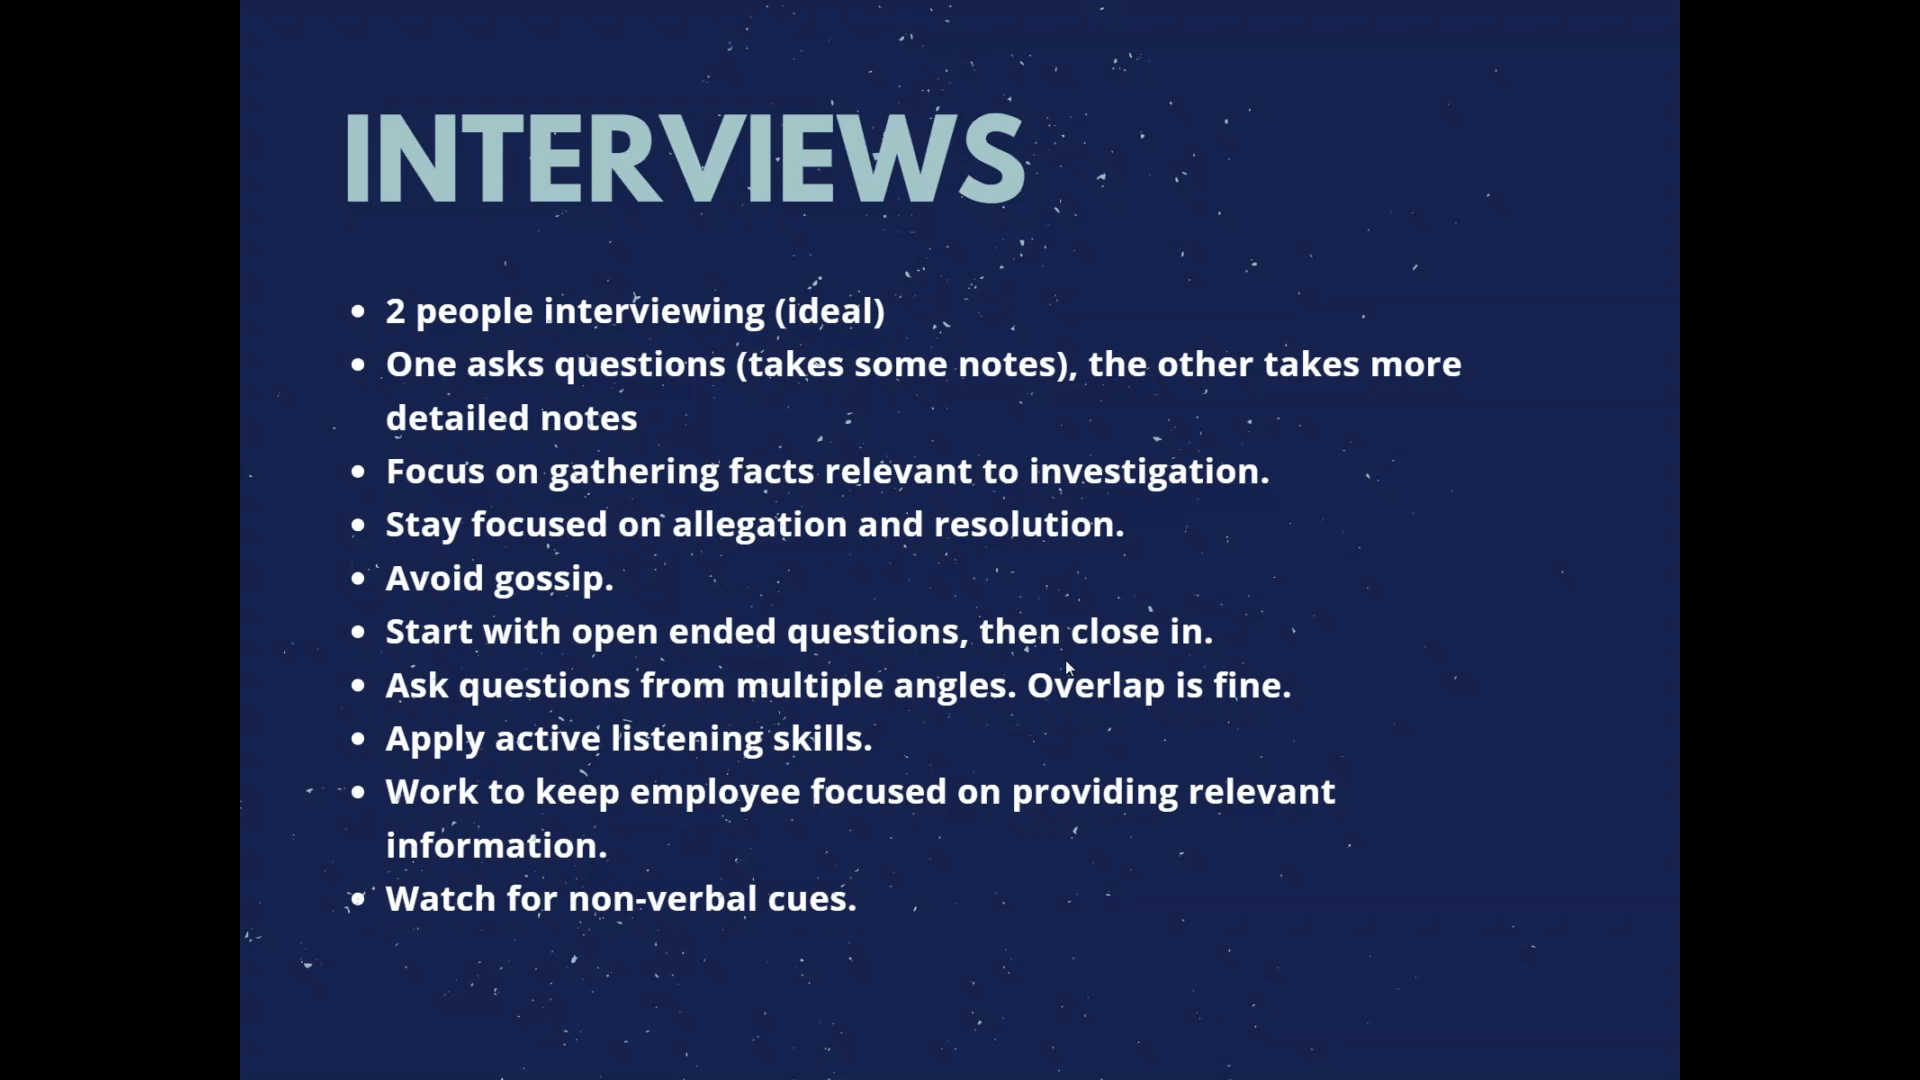 INTERVIEWS
• 2 people interviewing (ideal)
• One asks questions (takes some notes), the other takes more
detailed notes
• Focus on gathering facts relevant to investigation.
• Stay focused on allegation and resolution.
• Avoid gossip.
• Start with open ended questions, then close in.
• Ask questions from multiple angles. Overlap is fine.
• Apply active listening skills.
• Work to keep employee focused on providing relevant
information.
• Watch for non-verbal cues.